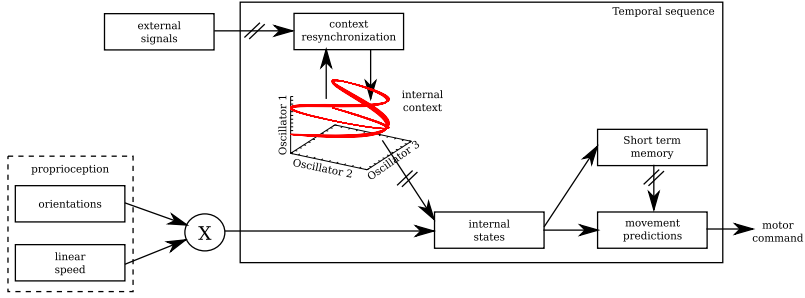 Temporal sequence
external
signals
context
resynchronization
internal
context
Oscillator 1
Oscillator 2
Oscillator 3
proprioception
orientations
linear
speed
X
internal
states
Short term
memory
movement
predictions
motor
command